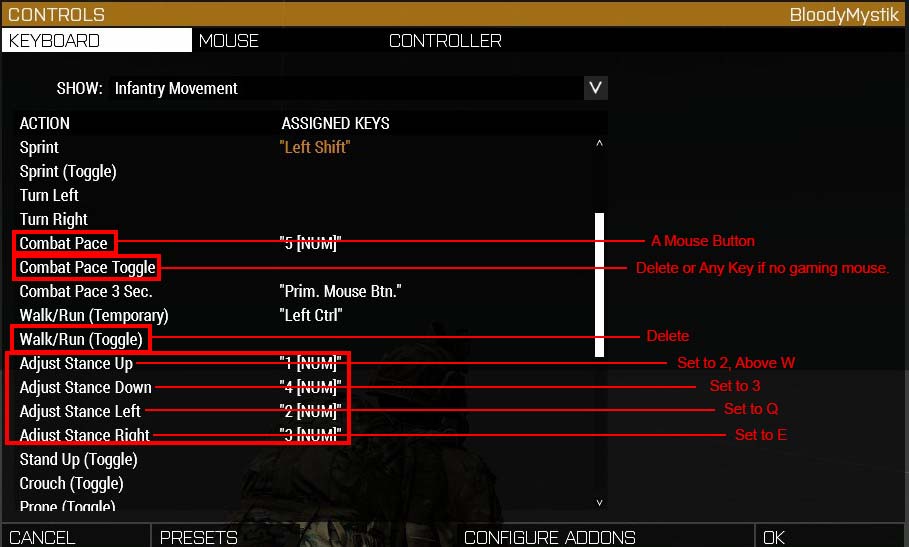 CONTROLS BloodyMystik
KEYBOARD MOUSE CONTROLLER
SHOW: Infantry Movement V
ACTION ASSIGNED KEYS
Sprint "Left Shift"
Sprint (Toggle)
Turn Left
Turn Right
Combat Pace "5 [NUM]" A Mouse Button
Combat Pace Toggle Delete or Any Key if no gaming mouse.
Combat Pace 3 Sec. "Prim. Mouse Btn."
Walk/Run (Temporary) "Left Ctrl"
Walk/Run (Toggle) Delete
Adjust Stance Up "1 [NUM]" Set to 2, Above W
Adjust Stance Down "4 [NUM]" Set to 3
Adjust Stance Left "2 [NUM]" Set to Q
Adjust Stance Right "3 [NUM]" Set to E
Stand Up (Toggle)
Crouch (Toggle)
Prone (Toggle)
CANCEL PRESETS CONFIGURE ADDONS OK